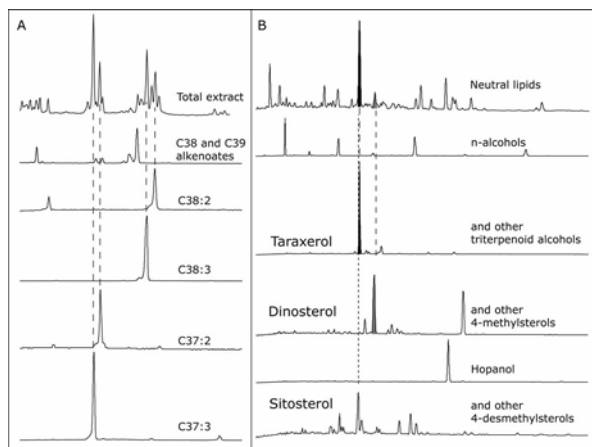 A
Total extract
C38 and C39
alkenoates
C38:2
C38:3
C37:2
C37:3
B
Neutral lipids
n-alcohols
Taraxerol
and other
triterpenoid alcohols
Dinosterol
and other
4-methylsterols
Hopanol
Sitosterol
and other
4-desmethylsterols